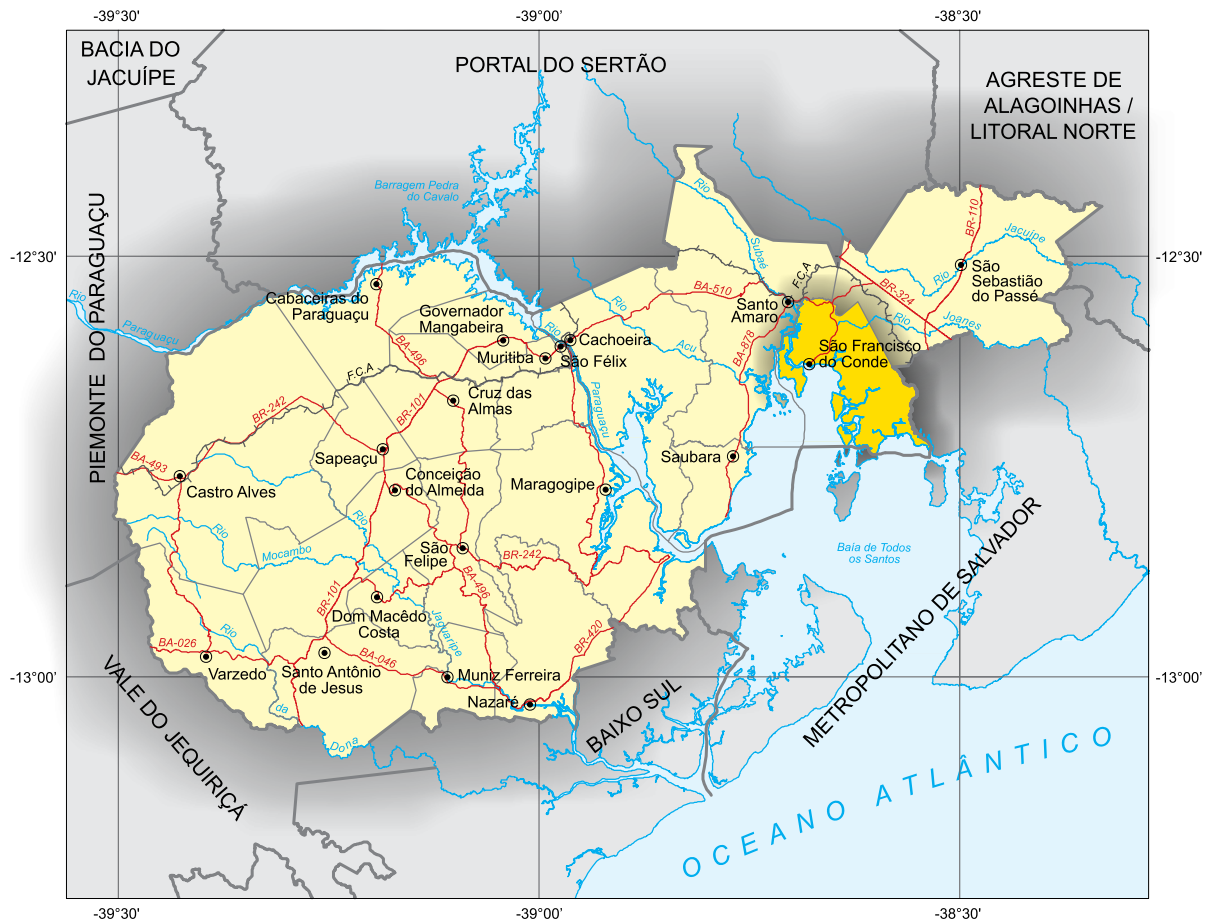 -39°30'
-39°00'
-38°30'
BACIA DO
JACUÍPE
PORTAL DO SERTÃO
AGRESTE DE
ALAGOINHAS /
LITORAL NORTE
PIEMONTE DO PARAGUAÇU
Barragem Pedra
do Cavalo
Rio
Subaé
BR-110
Jacuípe
Rio
-12°30'
-12°30'
São
Sebastião
do Passé
F.C.A
BR-324
Cabaceiras do
Paraguaçu
BA-510
Santo
Amaro
Rio
Paraguaçu
Governador
Mangabeira
Rio
Rio
Joanes
Rio
Cachoeira
Muritiba
São Félix
Acu
BA-878
São Francisco
do Conde
BA-496
F.C.A
Cruz das
Almas
BR-242
BR-101
Paraguaçu
Sapeaçu
Saubara
BA-493
Castro Alves
Conceição
do Almeida
Maragogipe
Rio
Rio
Mocambo
São
Felipe
BR-242
Baía de Todos
os Santos
BR-101
BA-496
Dom Macêdo
Costa
Jaguaripe
Rio
BR-420
BA-026
Varzedo
Santo Antônio
de Jesus
BA-046
Muniz Ferreira
-13°00'
-13°00'
Nazaré
da
Dona
VALE DO JEQUIRIÇÁ
BAIXO SUL
METROPOLITANO DE SALVADOR
OCEANO ATLÂNTICO
-39°30'
-39°00'
-38°30'